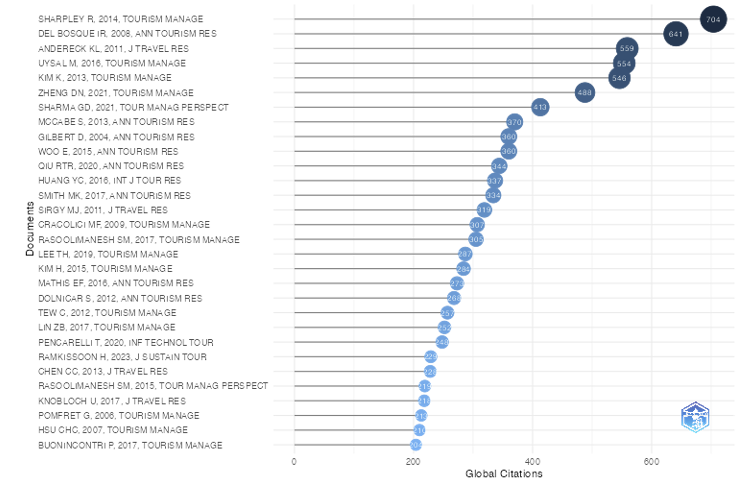 SHARPLEY R, 2014, TOURISM MANAGE 704
DEL BOSQUE IR, 2008, ANN TOURISM RES 641
ANDERECK KL, 2011, J TRAVEL RES 559
UYSAL M, 2016, TOURISM MANAGE 554
KIM K, 2013, TOURISM MANAGE 546
ZHENG DN, 2021, TOURISM MANAGE 488
SHARMA GD, 2021, TOUR MANAG PERSPECT 413
MCCABE S, 2013, ANN TOURISM RES 370
GILBERT D, 2004, ANN TOURISM RES 360
WOO E, 2015, ANN TOURISM RES 360
QIU RTR, 2020, ANN TOURISM RES 344
HUANG YC, 2016, INT J TOUR RES 337
SMITH MK, 2017, ANN TOURISM RES 334
SIRGY MJ, 2011, J TRAVEL RES 319
CRACOLICI MF, 2009, TOURISM MANAGE 307
RASOOLIMANESH SM, 2017, TOURISM MANAGE 305
LEE TH, 2019, TOURISM MANAGE 287
KIM H, 2015, TOURISM MANAGE 284
MATHIS EF, 2016, ANN TOURISM RES 273
DOLNICAR S, 2012, ANN TOURISM RES 268
TEW C, 2012, TOURISM MANAGE 257
LIN ZB, 2017, TOURISM MANAGE 252
PENCARELLI T, 2020, INF TECHNOL TOUR 248
RAMKISSOON H, 2023, J SUSTAIN TOUR 229
CHEN CC, 2013, J TRAVEL RES 228
RASOOLIMANESH SM, 2015, TOUR MANAG PERSPECT 219
KNOBLOCH U, 2017, J TRAVEL RES 218
POMFRET G, 2006, TOURISM MANAGE 213
HSU CHC, 2007, TOURISM MANAGE 210
BUONINCONTRI P, 2017, TOURISM MANAGE 204
Documents
0 200 400 600
Global Citations